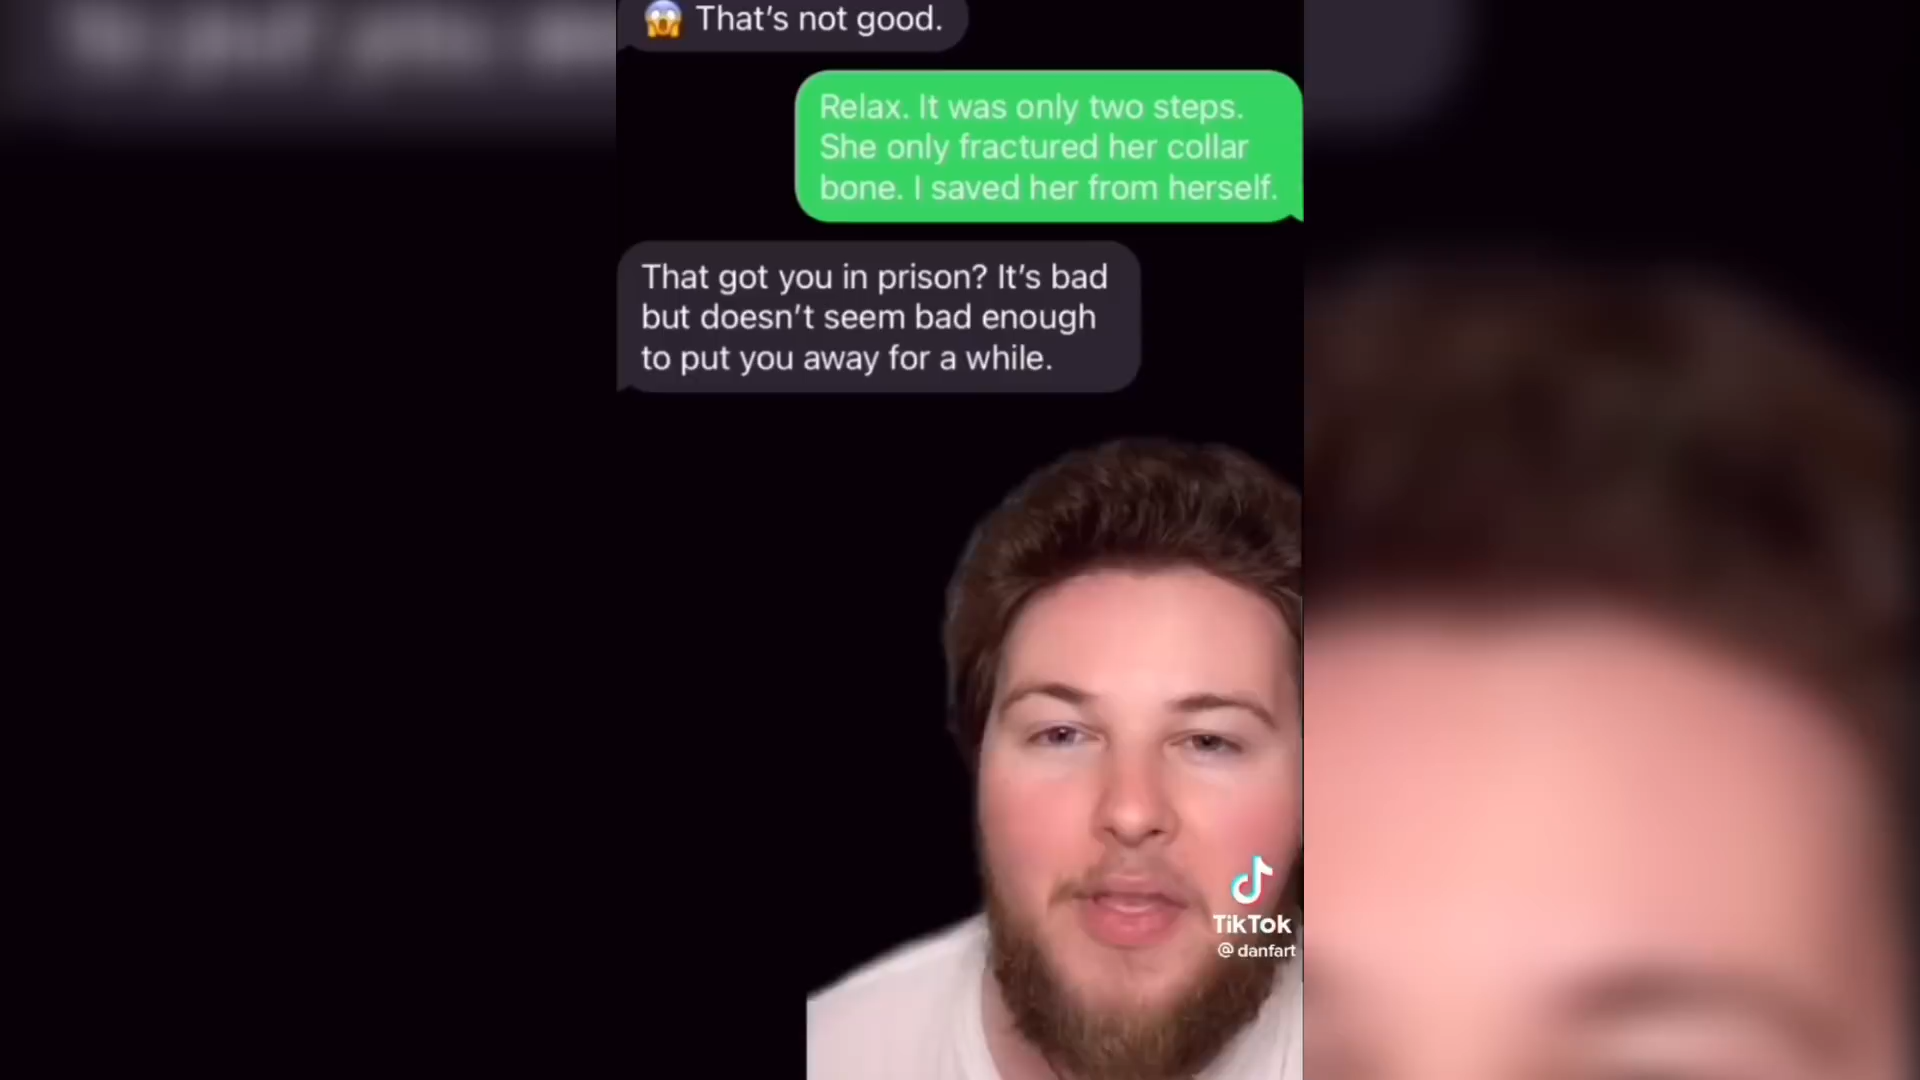 😱 That's not good.
Relax. It was only two steps.
She only fractured her collar
bone. I saved her from herself.
That got you in prison? It's bad
but doesn't seem bad enough
to put you away for a while.
TikTok
@danfart